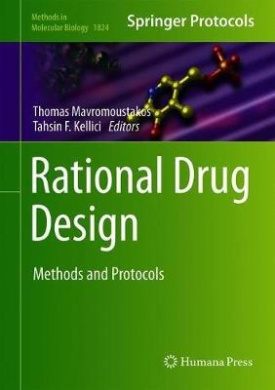 Methods in
Molecular Biology 1824
Springer Protocols
Thomas Mavromoustakos
Tahsin F. Kellici Editors
Rational Drug
Design
Methods and Protocols
Humana Press